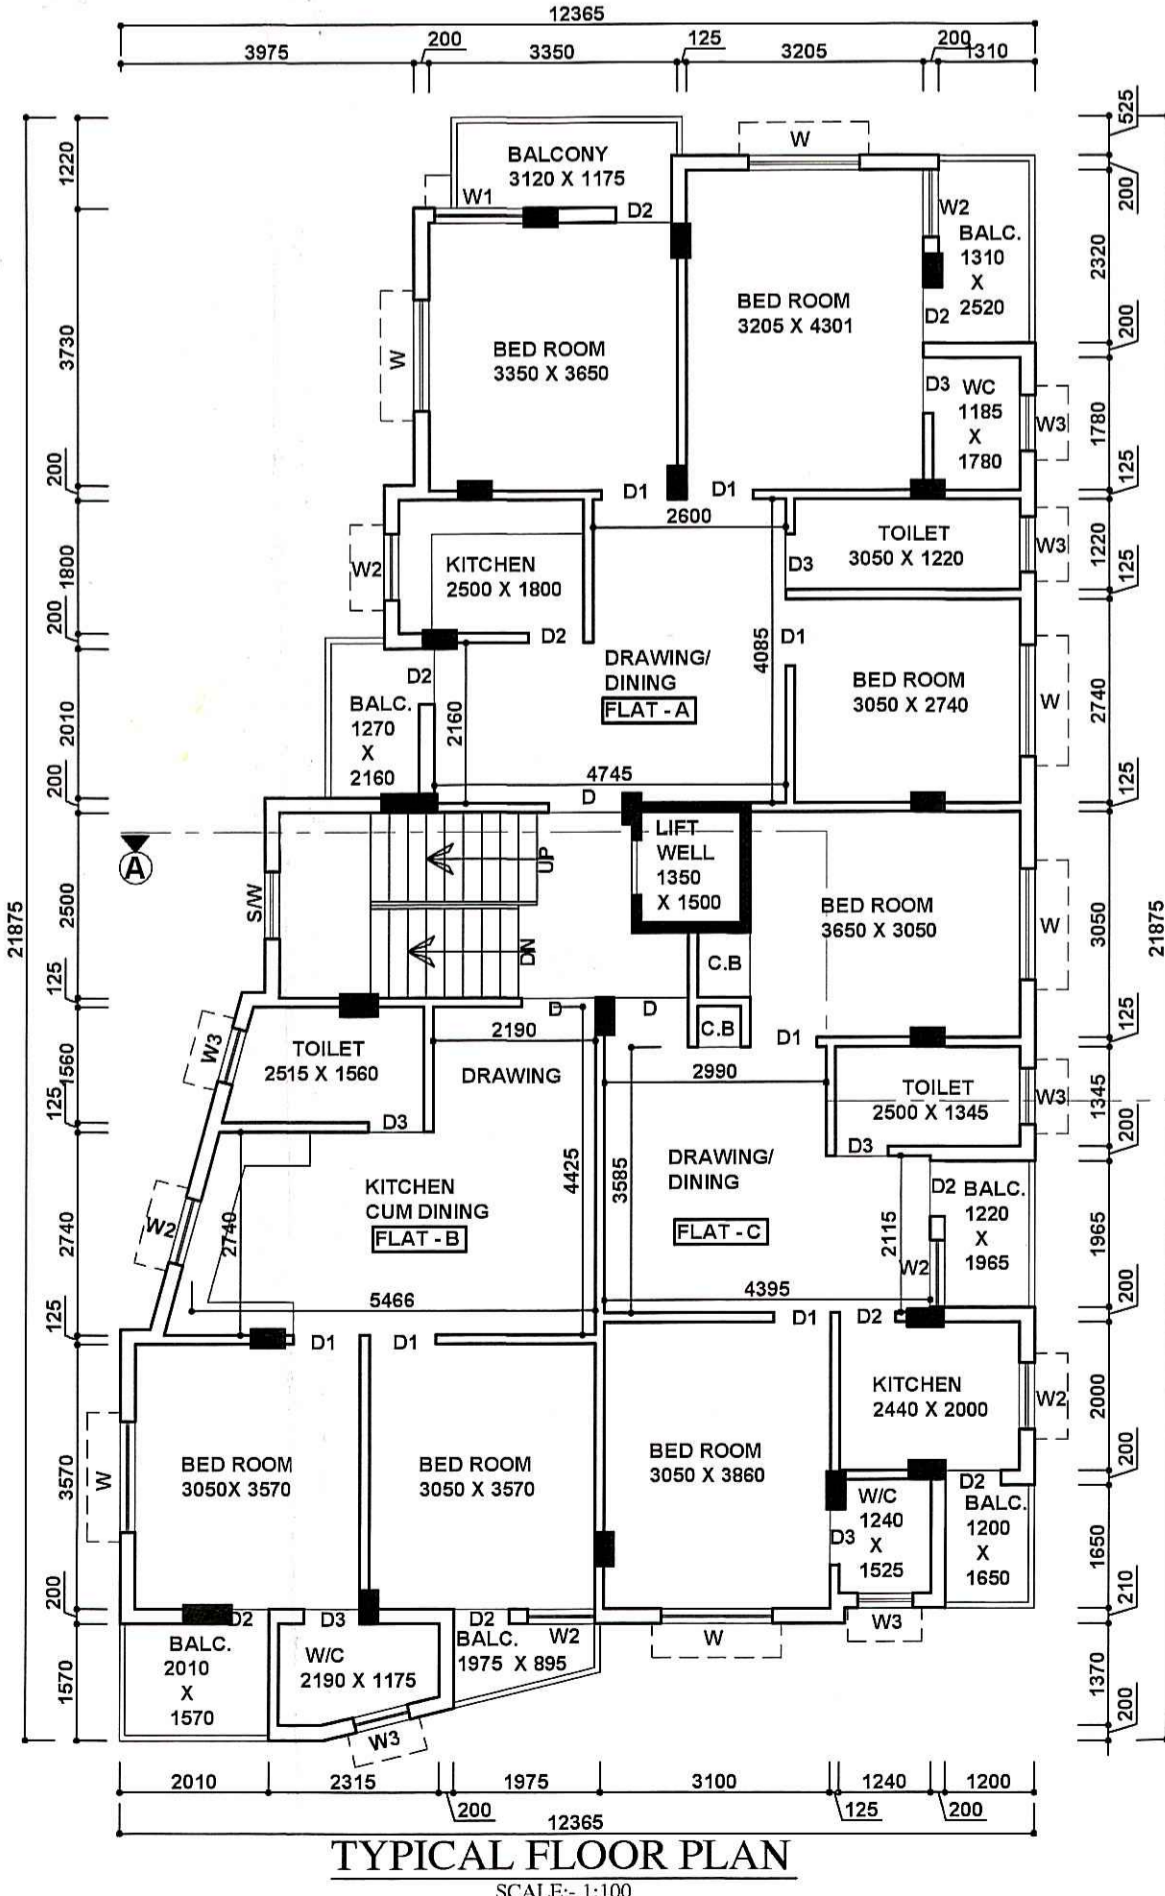 12365
3975
200
3350
125
3205
200
1310
525
1220
BALCONY
3120 X 1175
W
W1
D2
W2
200
BALC.
1310
X
2520
2320
BED ROOM
3205 X 4301
D2
200
3730
W
BED ROOM
3350 X 3650
D3
WC
1185
X
1780
W3
1780
200
D1
D1
125
2600
TOILET
3050 X 1220
W3
1220
1800
W2
KITCHEN
2500 X 1800
D3
125
200
D2
D1
DRAWING/
DINING
FLAT - A
4085
BED ROOM
3050 X 2740
W
2740
D2
BALC.
1270
X
2160
2160
2010
4745
200
D
125
A
LIFT
WELL
1350
X 1500
UP
21875
2500
S/W
BED ROOM
3650 X 3050
W
3050
21875
DN
C.B
125
D
D
C.B
D1
125
2190
W3
TOILET
2515 X 1560
DRAWING
2990
TOILET
2500 X 1345
W3
1345
1560
125
D3
D3
200
4425
3585
DRAWING/
DINING
FLAT - C
KITCHEN
CUM DINING
FLAT - B
W2
2740
2740
2115
D2
BALC.
1220
X
1965
1965
W2
5466
4395
200
125
D1
D1
D1
D2
KITCHEN
2440 X 2000
W2
2000
BED ROOM
3050X 3570
BED ROOM
3050 X 3570
BED ROOM
3050 X 3860
W
3570
200
D2
W/C
1240
X
1525
D3
BALC.
1200
X
1650
1650
200
D2
D3
D2
W2
W
W3
210
BALC.
2010
X
1570
W/C
2190 X 1175
BALC.
1975 X 895
1570
1370
W3
200
2010
2315
200
1975
3100
125
1240
200
1200
12365
TYPICAL FLOOR PLAN
SCALE:- 1:100